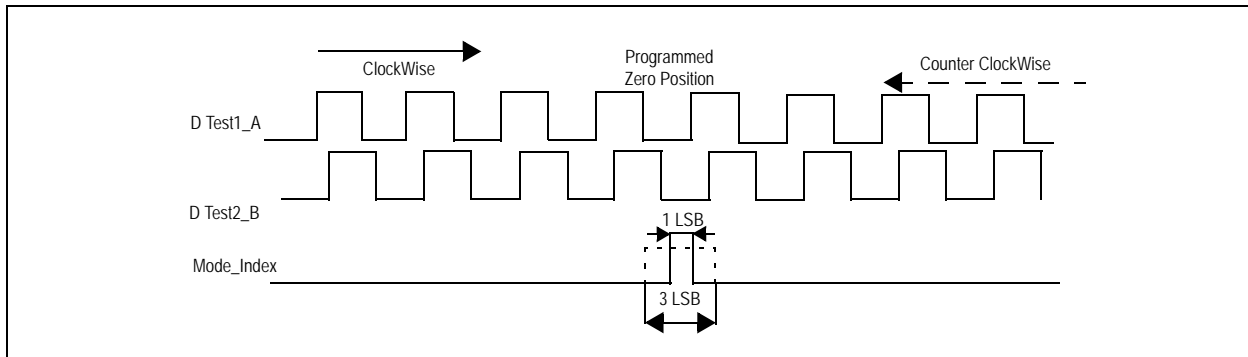 ClockWise
Programmed
Zero Position
Counter ClockWise
D Test1_A
D Test2_B
1 LSB
Mode_Index
3 LSB